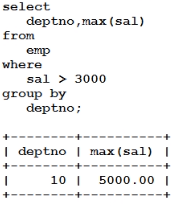 select
deptno,max(sal)
from
emp
where
sal > 3000
group by
deptno;
+--------+----------+
| deptno | max(sal) |
+--------+----------+
| 10 | 5000.00 |
+--------+----------+